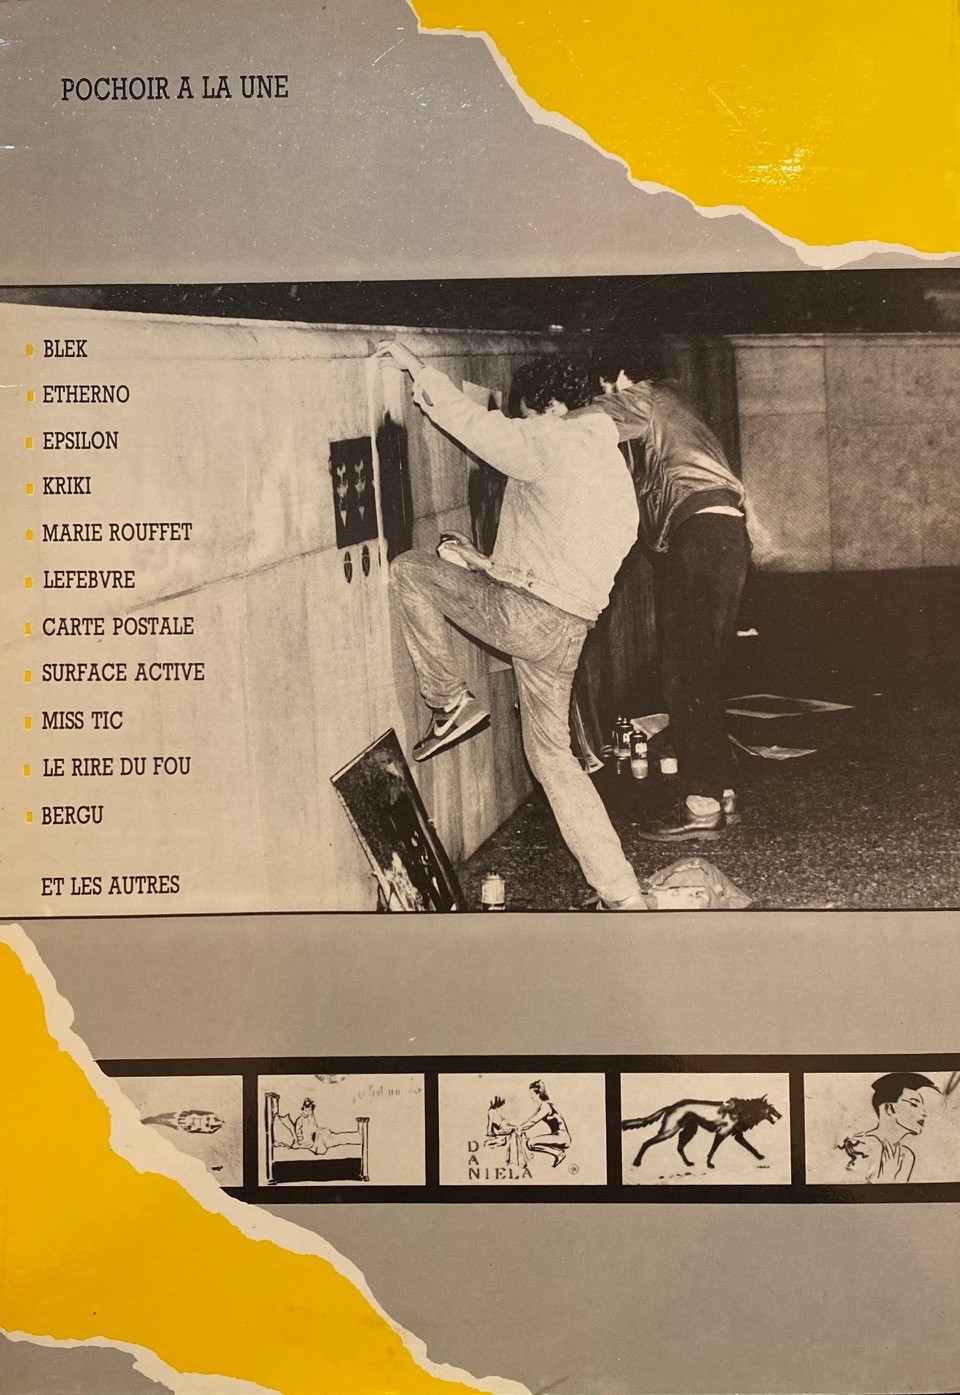 POCHOIR A LA UNE
BLEK
ETHERNO
EPSILON
KRIKI
MARIE ROUFFET
LEFEBVRE
CARTE POSTALE
SURFACE ACTIVE
MISS TIC
LE RIRE DU FOU
BERGU
ET LES AUTRES
DANIELA